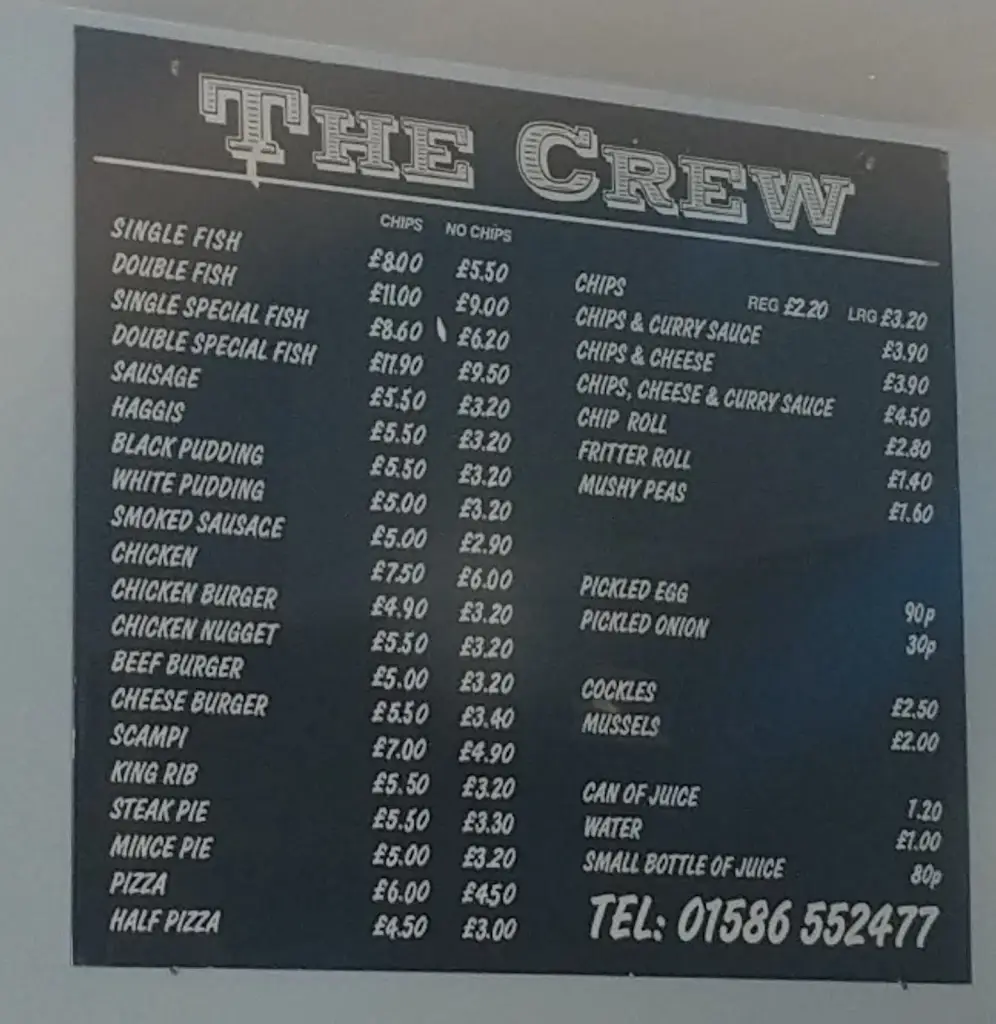 THE CREW
CHIPS NO CHIPS
SINGLE FISH £8.00 £5.50
DOUBLE FISH £11.00 £9.00
SINGLE SPECIAL FISH £8.60 £6.20
DOUBLE SPECIAL FISH £11.90 £9.50
SAUSAGE £5.50 £3.20
HAGGIS £5.50 £3.20
BLACK PUDDING £5.50 £3.20
WHITE PUDDING £5.00 £3.20
SMOKED SAUSAGE £5.00 £2.90
CHICKEN £7.50 £6.00
CHICKEN BURGER £4.90 £3.20
CHICKEN NUGGET £5.50 £3.20
BEEF BURGER £5.00 £3.20
CHEESE BURGER £5.50 £3.40
SCAMPI £7.00 £4.90
KING RIB £5.50 £3.20
STEAK PIE £5.50 £3.30
MINCE PIE £5.00 £3.20
PIZZA £6.00 £4.50
HALF PIZZA £4.50 £3.00
CHIPS REG £2.20 LRG £3.20
CHIPS & CURRY SAUCE £3.90
CHIPS & CHEESE £3.90
CHIPS, CHEESE & CURRY SAUCE £4.50
CHIP ROLL £2.80
FRITTER ROLL £1.40
MUSHY PEAS £1.60
PICKLED EGG 90p
PICKLED ONION 30p
COCKLES £2.50
MUSSELS £2.00
CAN OF JUICE 1.20
WATER £1.00
SMALL BOTTLE OF JUICE 80p
TEL: 01586 552477